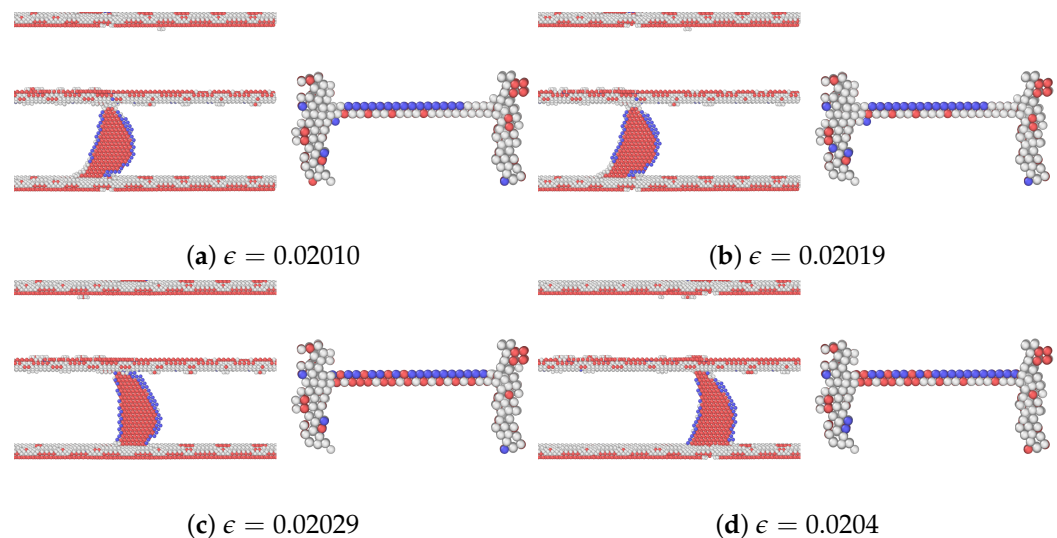 (a) ϵ = 0.02010
(b) ϵ = 0.02019
(c) ϵ = 0.02029
(d) ϵ = 0.0204